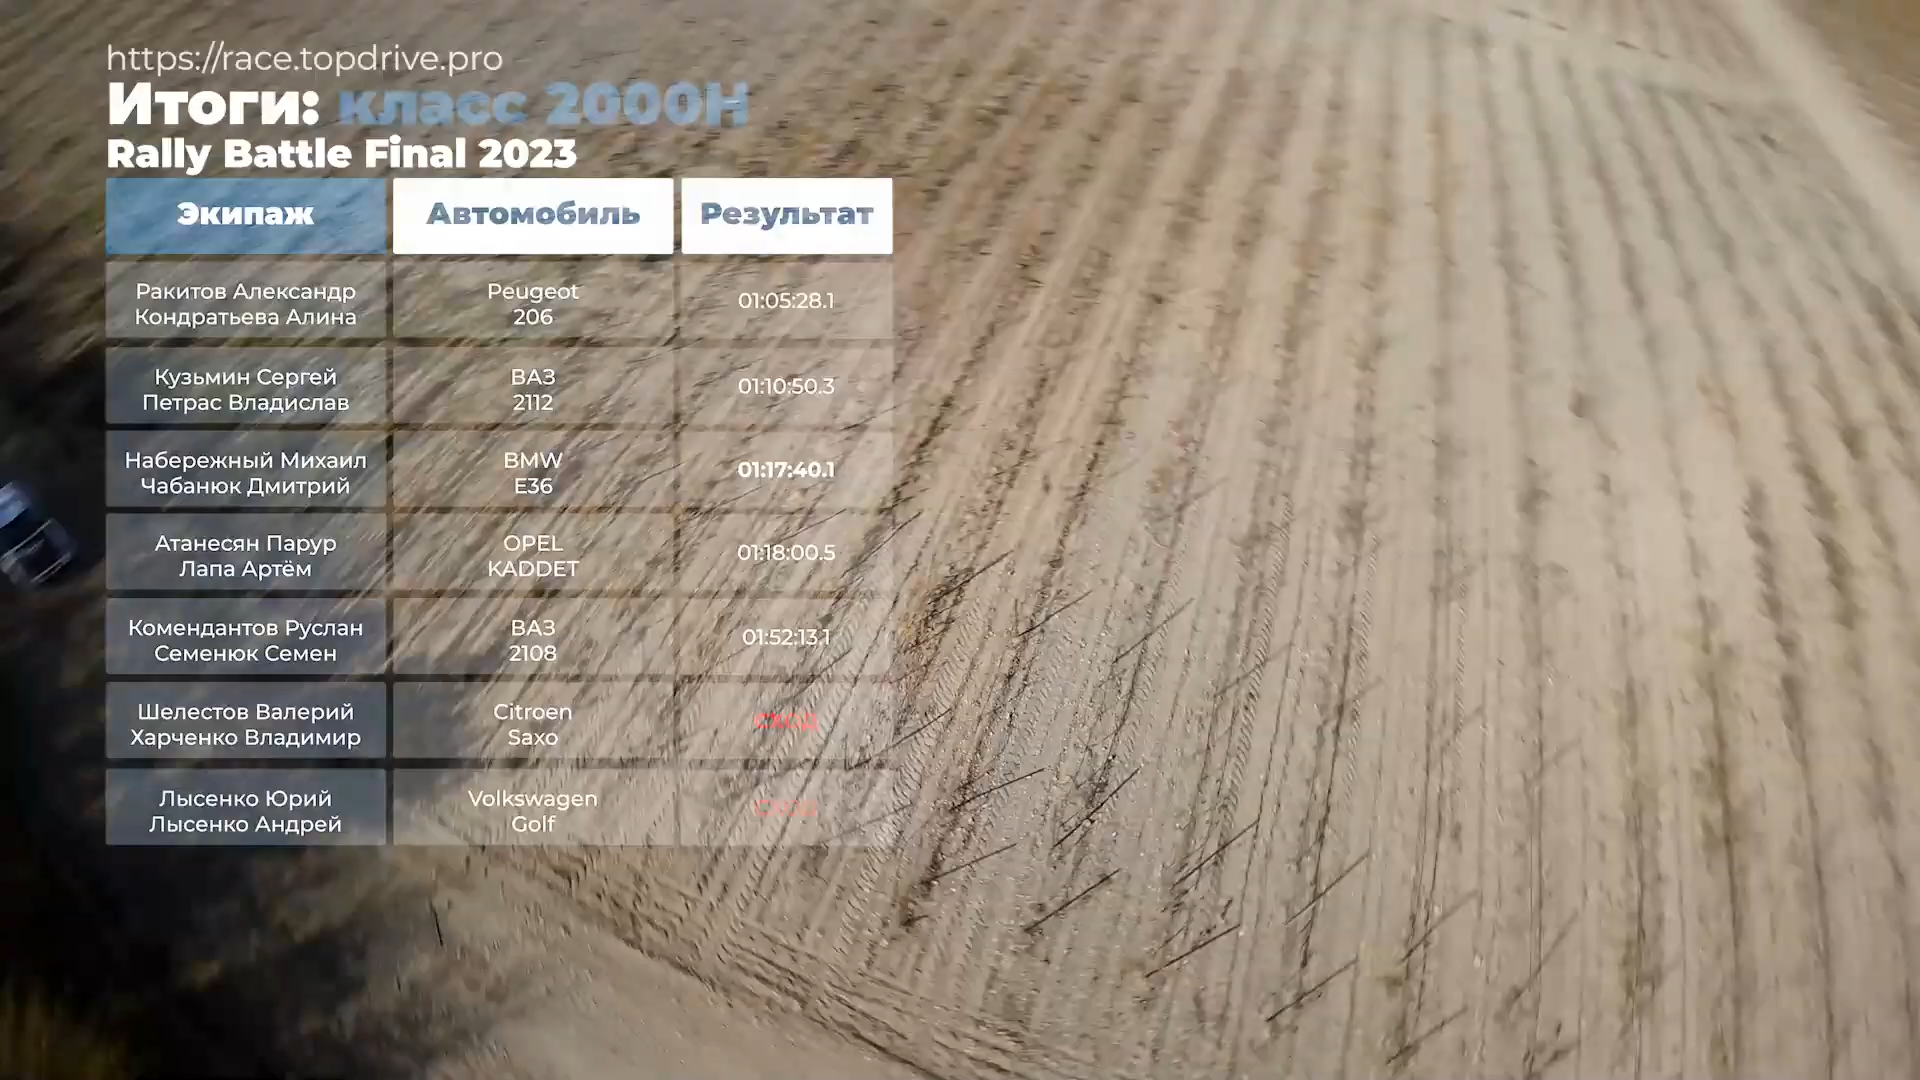 https://race.topdrive.pro
Итоги: класс 2000Н
Rally Battle Final 2023
Экипаж Автомобиль Результат
Ракитов Александр
Кондратьева Алина
Peugeot
206
01:05:28.1
Кузьмин Сергей
Петрас Владислав
ВАЗ
2112
01:10:50.3
Набережный Михаил
Чабанюк Дмитрий
BMW
E36
01:17:40.1
Атанесян Парур
Лапа Артём
OPEL
KADDET
01:18:00.5
Комендантов Руслан
Семенюк Семен
ВАЗ
2108
01:52:13.1
Шелестов Валерий
Харченко Владимир
Citroen
Saxo
сход
Лысенко Юрий
Лысенко Андрей
Volkswagen
Golf
сход